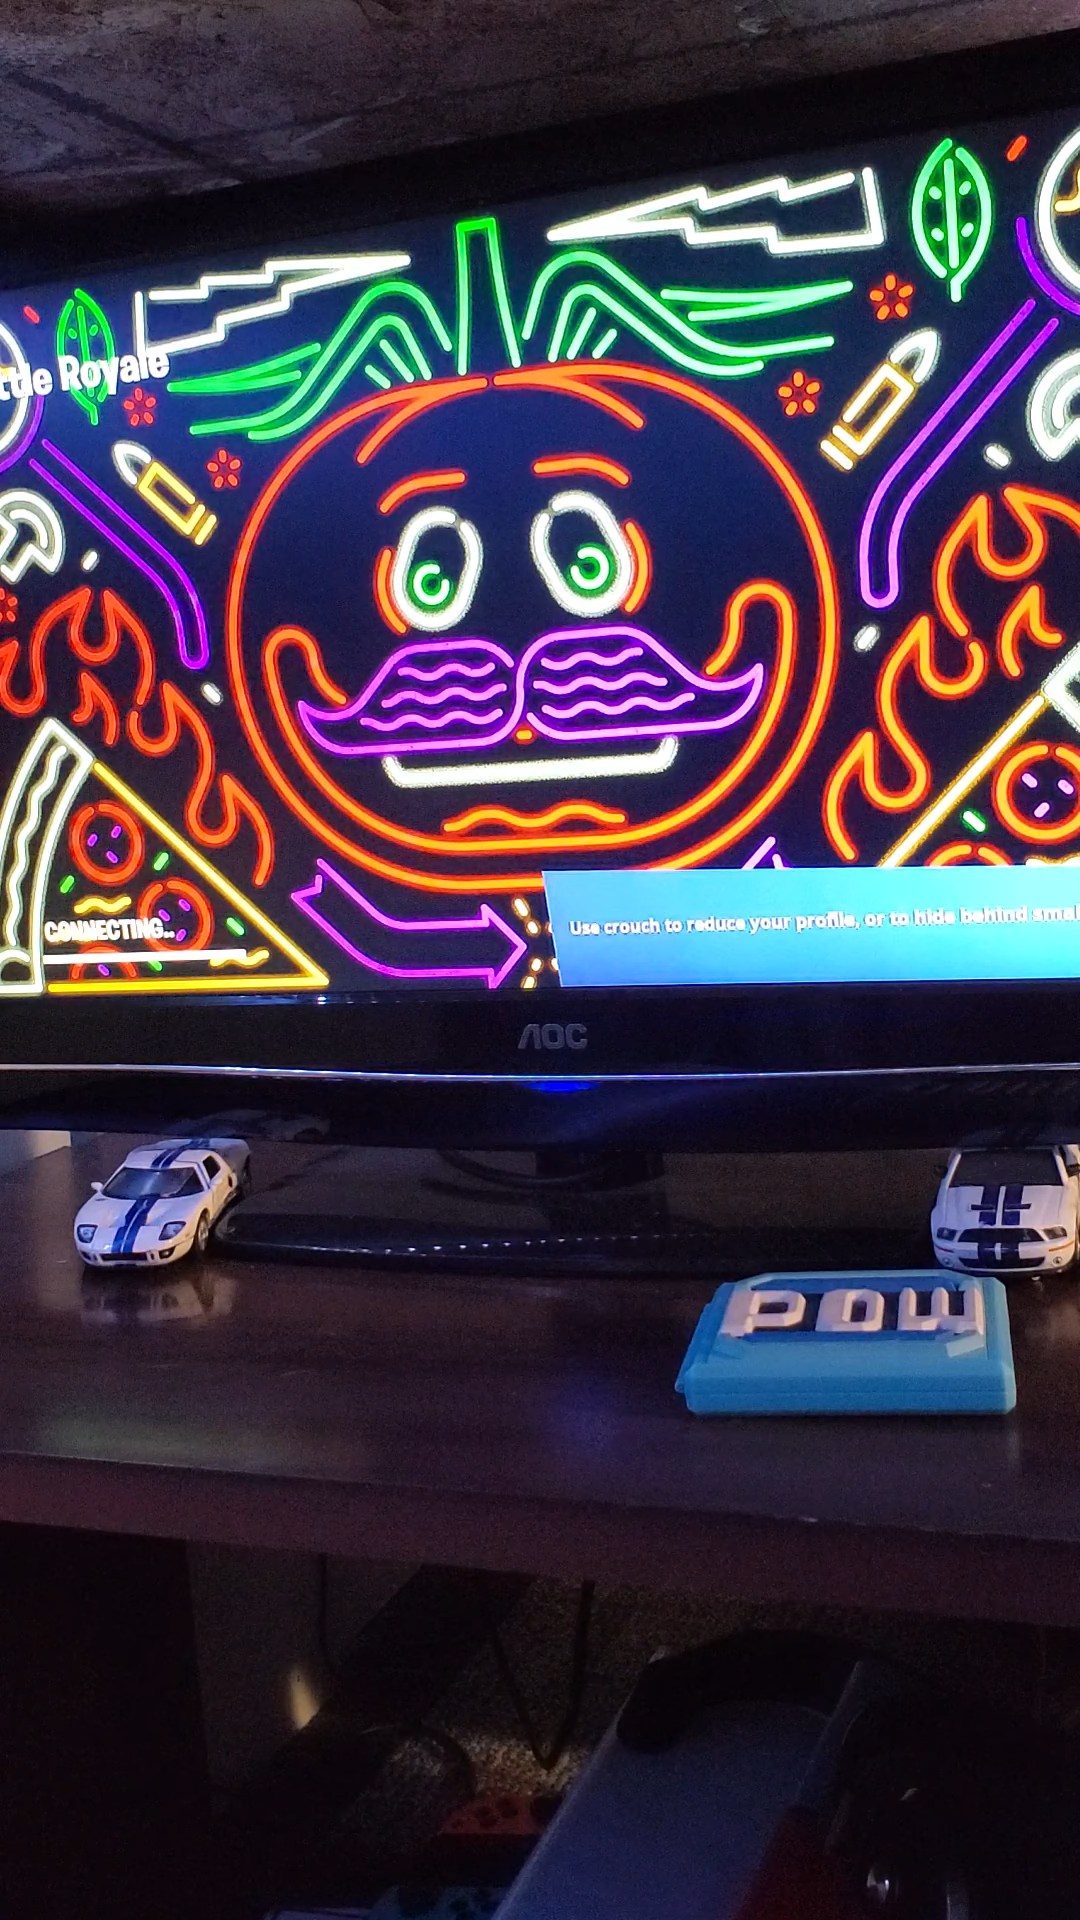 ttle Royale
CONNECTING..
Use crouch to reduce your profile, or to hide behind smal
AOC
POW